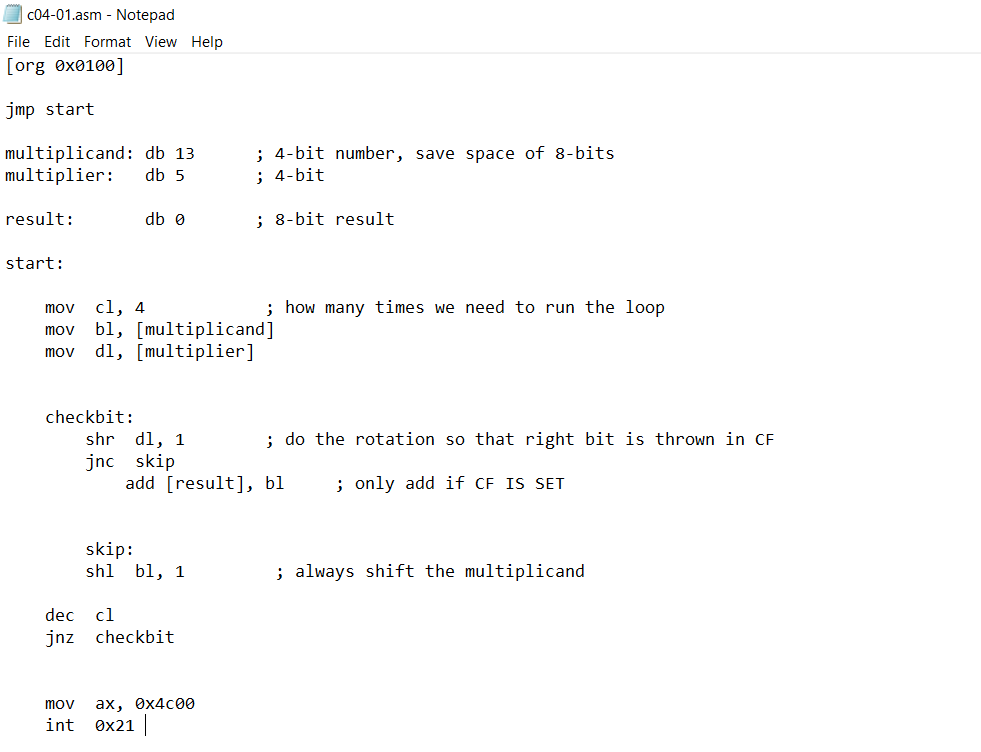 c04-01.asm - Notepad
File Edit Format View Help
[org 0x0100]
jmp start
multiplicand: db 13      ; 4-bit number, save space of 8-bits
multiplier:   db 5       ; 4-bit
result:       db 0       ; 8-bit result
start:
    mov  cl, 4            ; how many times we need to run the loop
    mov  bl, [multiplicand]
    mov  dl, [multiplier]
    checkbit:
        shr  dl, 1        ; do the rotation so that right bit is thrown in CF
        jnc  skip
            add [result], bl     ; only add if CF IS SET
        skip:
        shl  bl, 1         ; always shift the multiplicand
    dec  cl
    jnz  checkbit
    mov  ax, 0x4c00
    int  0x21